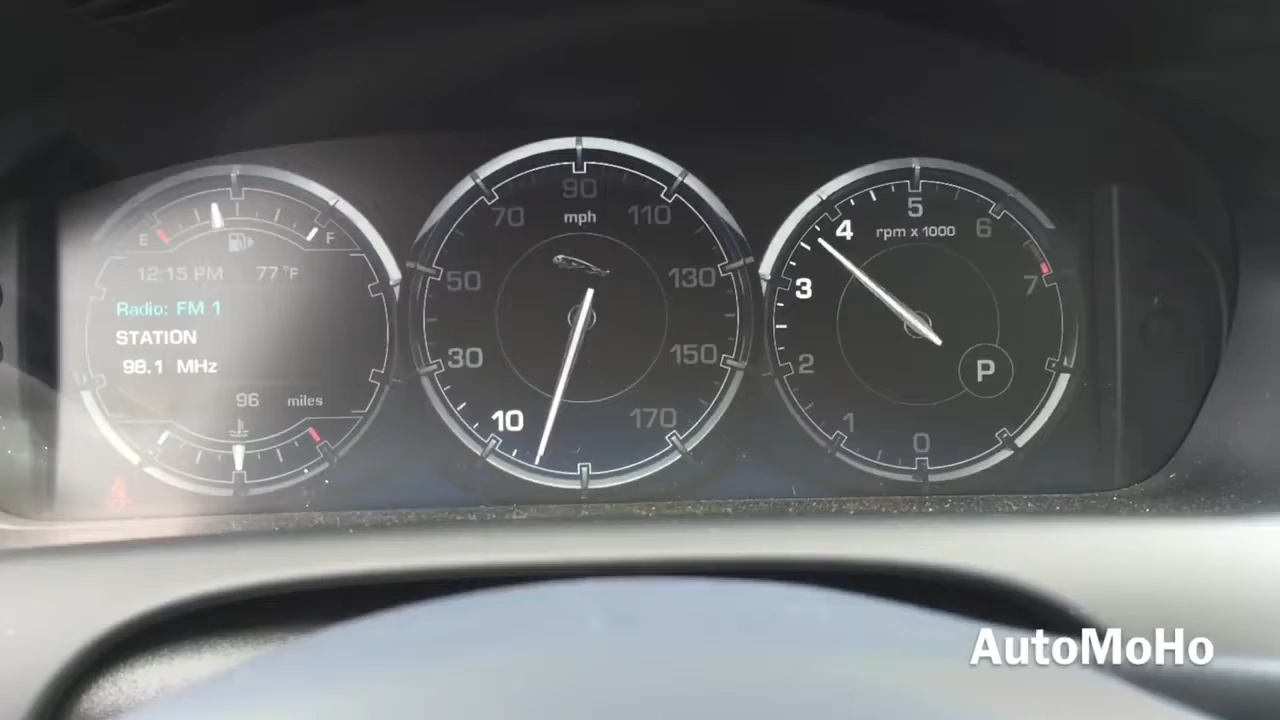 E F
12:15 PM 77°F
Radio: FM 1
STATION
98.1 MHz
96 miles
90
70 mph 110
50 130
30 150
10 170
5
4 rpm x 1000 6
3 7
2 P
1 0
AutoMoHo